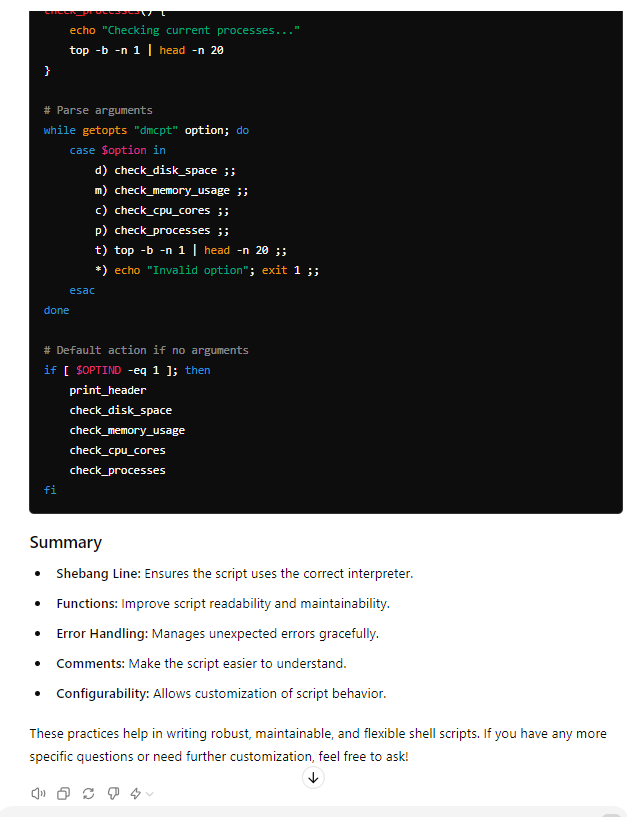 check_processes() {
    echo "Checking current processes..."
    top -b -n 1 | head -n 20
}

# Parse arguments
while getopts "dmcpt" option; do
    case $option in
        d) check_disk_space ;;
        m) check_memory_usage ;;
        c) check_cpu_cores ;;
        p) check_processes ;;
        t) top -b -n 1 | head -n 20 ;;
        *) echo "Invalid option"; exit 1 ;;
    esac
done

# Default action if no arguments
if [ $OPTIND -eq 1 ]; then
    print_header
    check_disk_space
    check_memory_usage
    check_cpu_cores
    check_processes
fi

Summary
• Shebang Line: Ensures the script uses the correct interpreter.
• Functions: Improve script readability and maintainability.
• Error Handling: Manages unexpected errors gracefully.
• Comments: Make the script easier to understand.
• Configurability: Allows customization of script behavior.
These practices help in writing robust, maintainable, and flexible shell scripts. If you have any more
specific questions or need further customization, feel free to ask!